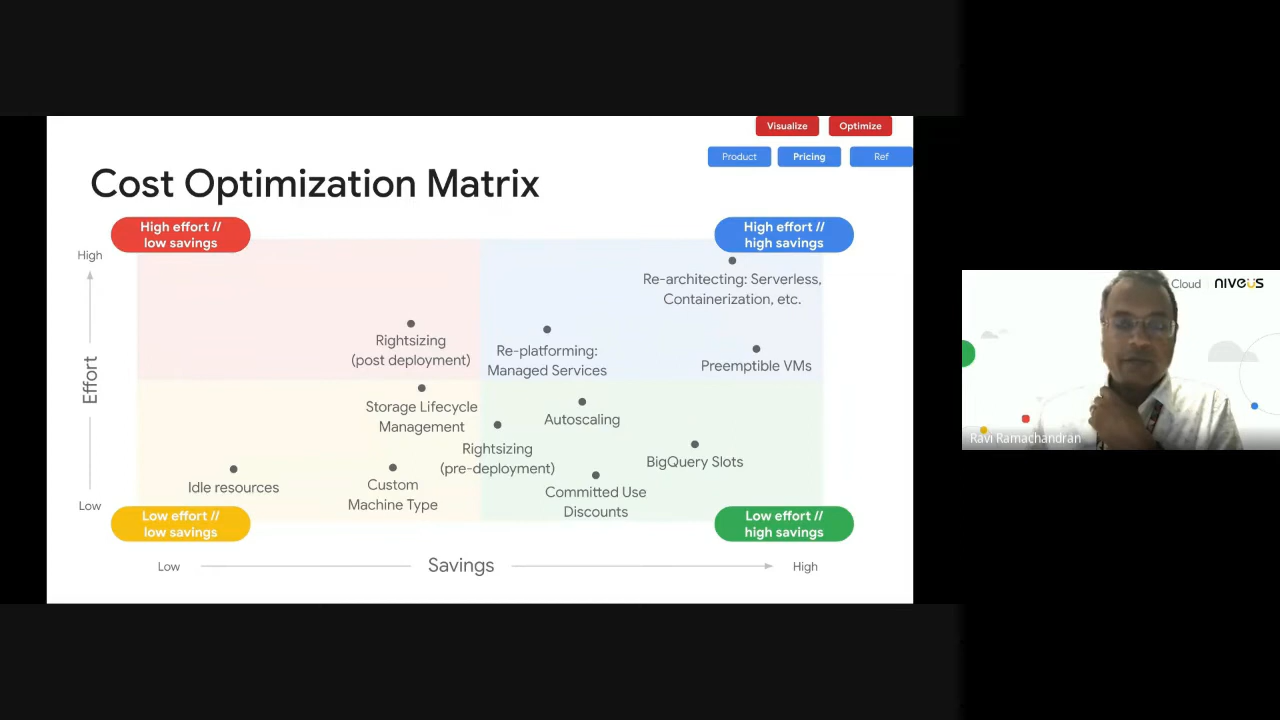 Visualize
Optimize
Product
Pricing
Ref
Cost Optimization Matrix
High effort //
low savings
High effort //
high savings
High
Re-architecting: Serverless,
Containerization, etc.
Rightsizing
(post deployment)
Re-platforming:
Managed Services
Preemptible VMs
Effort
Storage Lifecycle
Management
Autoscaling
Rightsizing
(pre-deployment)
BigQuery Slots
Idle resources
Custom
Machine Type
Committed Use
Discounts
Low
Low effort //
low savings
Low effort //
high savings
Low
Savings
High
Cloud
niveus
Ravi Ramachandran